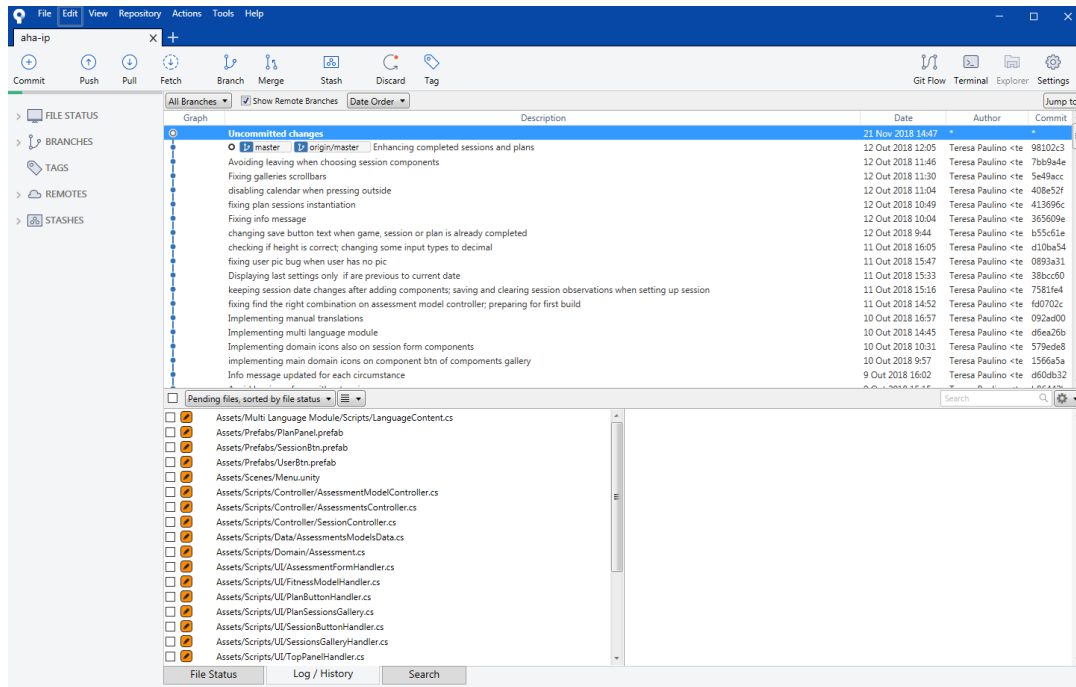 File Edit View Repository Actions Tools Help
aha-ip
Commit Push Pull Fetch Branch Merge Stash Discard Tag Git Flow Terminal Explorer Settings
FILE STATUS
BRANCHES
TAGS
REMOTES
STASHES
All Branches Show Remote Branches Date Order Jump to
Graph Description Date Author Commit
Uncommitted changes 21 Nov 2018 14:47 * *
master origin/master Enhancing completed sessions and plans 12 Out 2018 12:05 Teresa Paulino <te 98102c3
Avoiding leaving when choosing session components 12 Out 2018 11:46 Teresa Paulino <te 7bb9a4e
Fixing galleries scrollbars 12 Out 2018 11:30 Teresa Paulino <te 5e49acc
disabling calendar when pressing outside 12 Out 2018 11:04 Teresa Paulino <te 408e52f
fixing plan sessions instantiation 12 Out 2018 10:49 Teresa Paulino <te 413696c
Fixing info message 12 Out 2018 10:04 Teresa Paulino <te 365609e
changing save button text when game, session or plan is already completed 12 Out 2018 9:44 Teresa Paulino <te b55c61e
checking if height is correct; changing some input types to decimal 11 Out 2018 16:05 Teresa Paulino <te d10ba54
fixing user pic bug when user has no pic 11 Out 2018 15:47 Teresa Paulino <te 0893a31
Displaying last settings only if are previous to current date 11 Out 2018 15:33 Teresa Paulino <te 38bcc60
keeping session date changes after adding components; saving and clearing session observations when setting up session 11 Out 2018 15:16 Teresa Paulino <te 7581fe4
fixing find the right combination on assessment model controller; preparing for first build 11 Out 2018 14:52 Teresa Paulino <te fd0702c
Implementing manual translations 10 Out 2018 16:57 Teresa Paulino <te 092ad00
Implementing multi language module 10 Out 2018 14:45 Teresa Paulino <te d6ea26b
Implementing domain icons also on session form components 10 Out 2018 10:31 Teresa Paulino <te 579ede8
implementing main domain icons on component btn of compoments gallery 10 Out 2018 9:57 Teresa Paulino <te 1566a5a
Info message updated for each circumstance 9 Out 2018 16:02 Teresa Paulino <te d60db32
Pending files, sorted by file status Search
Assets/Multi Language Module/Scripts/LanguageContent.cs
Assets/Prefabs/PlanPanel.prefab
Assets/Prefabs/SessionBtn.prefab
Assets/Prefabs/UserBtn.prefab
Assets/Scenes/Menu.unity
Assets/Scripts/Controller/AssessmentModelController.cs
Assets/Scripts/Controller/AssessmentsController.cs
Assets/Scripts/Controller/SessionController.cs
Assets/Scripts/Data/AssessmentsModelsData.cs
Assets/Scripts/Domain/Assessment.cs
Assets/Scripts/UI/AssessmentFormHandler.cs
Assets/Scripts/UI/FitnessModelHandler.cs
Assets/Scripts/UI/PlanButtonHandler.cs
Assets/Scripts/UI/PlanSessionsGallery.cs
Assets/Scripts/UI/SessionButtonHandler.cs
Assets/Scripts/UI/SessionsGalleryHandler.cs
Assets/Scripts/UI/TopPanelHandler.cs
File Status Log / History Search